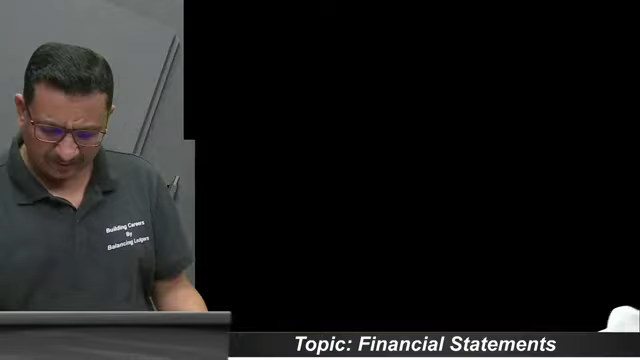 Building Careers
By
Balancing Ledgers
Topic: Financial Statements